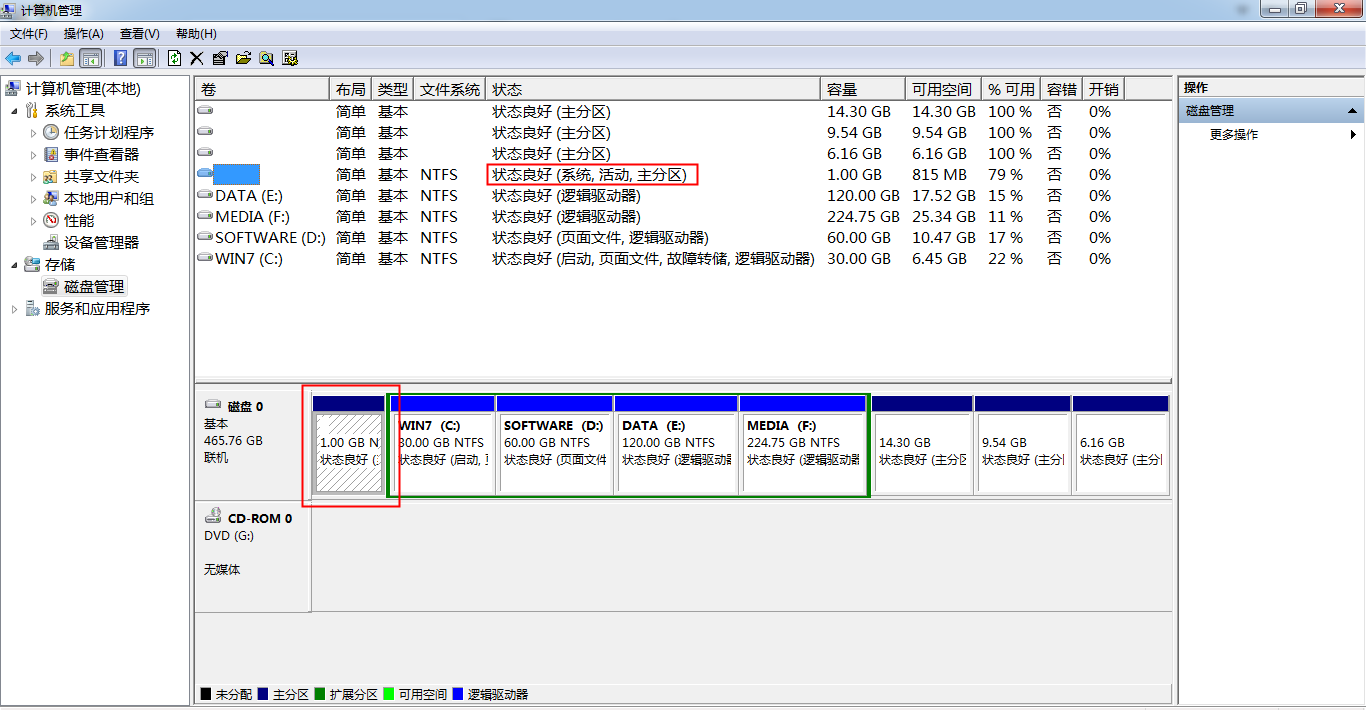 计算机管理
文件(F) 操作(A) 查看(V) 帮助(H)
计算机管理(本地)
系统工具
任务计划程序
事件查看器
共享文件夹
本地用户和组
性能
设备管理器
存储
磁盘管理
服务和应用程序
卷 布局 类型 文件系统 状态 容量 可用空间 % 可用 容错 开销
简单 基本 状态良好 (主分区) 14.30 GB 14.30 GB 100 % 否 0%
简单 基本 状态良好 (主分区) 9.54 GB 9.54 GB 100 % 否 0%
简单 基本 状态良好 (主分区) 6.16 GB 6.16 GB 100 % 否 0%
简单 基本 NTFS 状态良好 (系统, 活动, 主分区) 1.00 GB 815 MB 79 % 否 0%
DATA (E:) 简单 基本 NTFS 状态良好 (逻辑驱动器) 120.00 GB 17.52 GB 15 % 否 0%
MEDIA (F:) 简单 基本 NTFS 状态良好 (逻辑驱动器) 224.75 GB 25.34 GB 11 % 否 0%
SOFTWARE (D:) 简单 基本 NTFS 状态良好 (页面文件, 逻辑驱动器) 60.00 GB 10.47 GB 17 % 否 0%
WIN7 (C:) 简单 基本 NTFS 状态良好 (启动, 页面文件, 故障转储, 逻辑驱动器) 30.00 GB 6.45 GB 22 % 否 0%
磁盘 0
基本
465.76 GB
联机
1.00 GB N
状态良好 (
WIN7 (C:)
30.00 GB NTFS
状态良好 (启动,
SOFTWARE (D:)
60.00 GB NTFS
状态良好 (页面文件
DATA (E:)
120.00 GB NTFS
状态良好 (逻辑驱动器
MEDIA (F:)
224.75 GB NTFS
状态良好 (逻辑驱动器
14.30 GB
状态良好 (主分区
9.54 GB
状态良好 (主分
6.16 GB
状态良好 (主分
CD-ROM 0
DVD (G:)
无媒体
未分配 主分区 扩展分区 可用空间 逻辑驱动器
操作
磁盘管理
更多操作